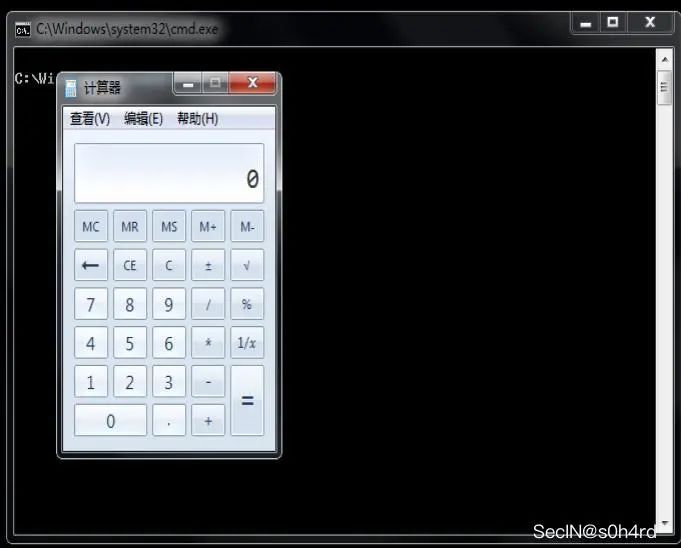 C:\Windows\system32\cmd.exe
C:\Wi
计算器
查看(V) 编辑(E) 帮助(H)
0
MC MR MS M+ M-
← CE C ± √
7 8 9 / %
4 5 6 * 1/x
1 2 3 - =
0 . +
SecIN@s0h4rd